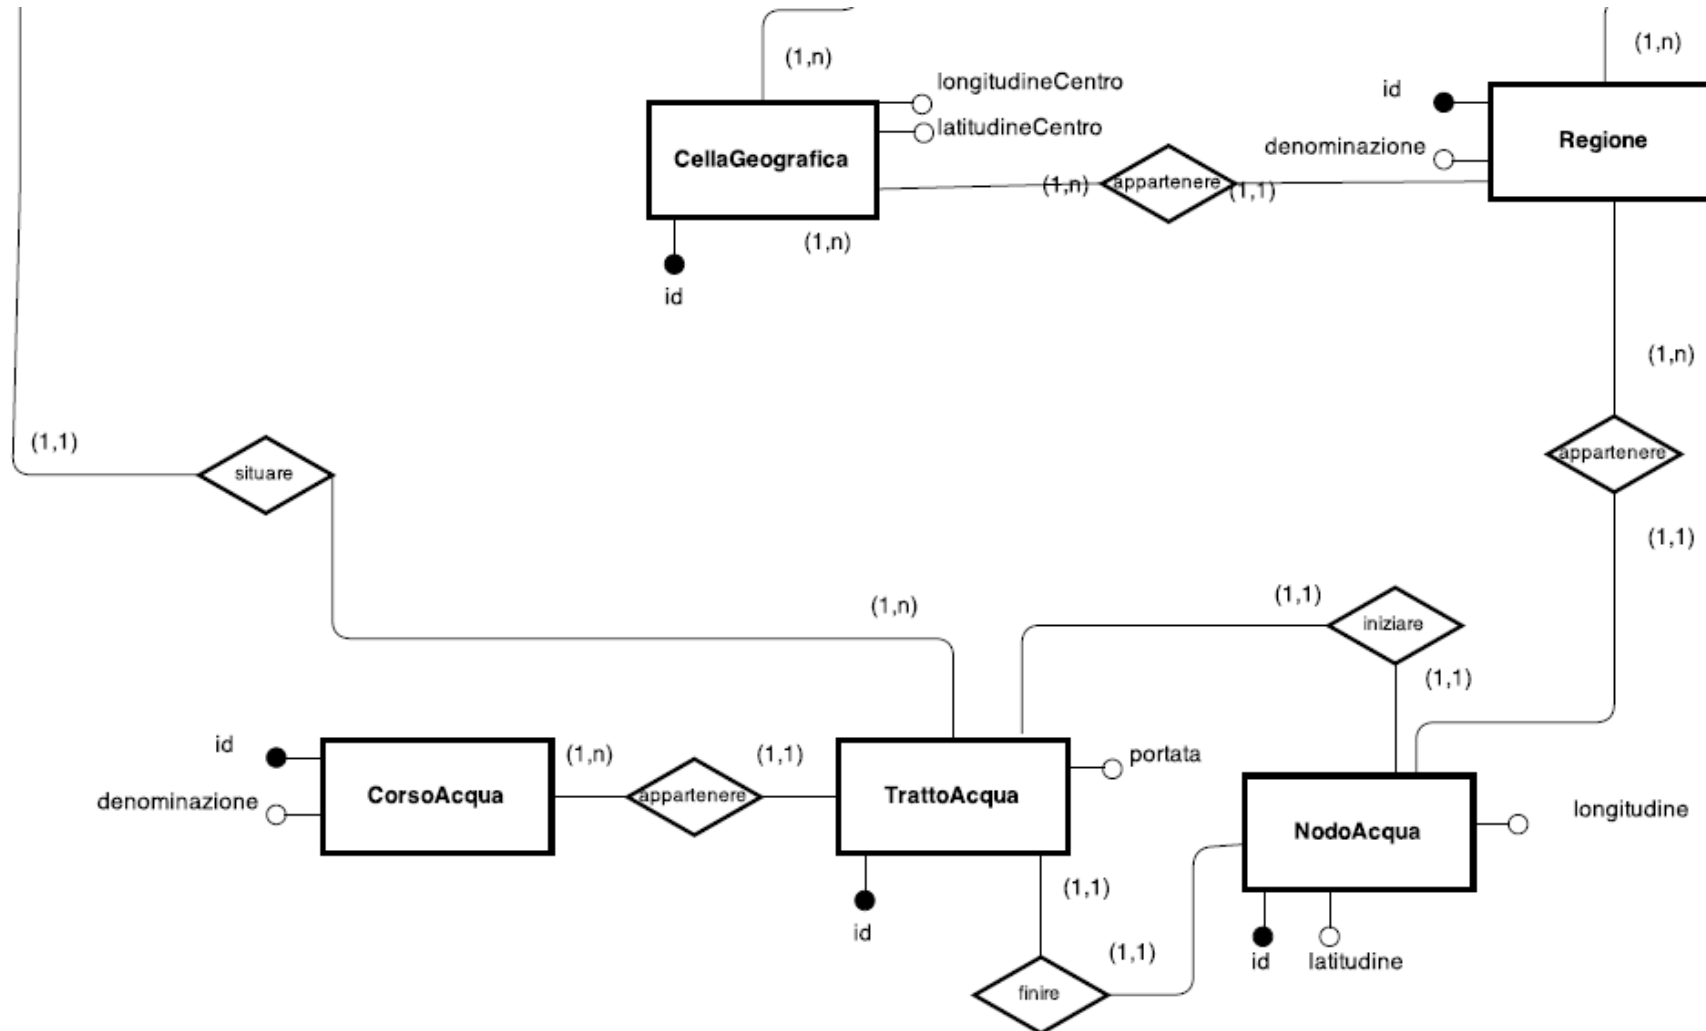 (1,n)
(1,n)
longitudineCentro
latitudineCentro
id
denominazione
CellaGeografica
Regione
(1,n)
appartenere
(1,1)
(1,n)
id
(1,n)
(1,1)
situare
appartenere
(1,1)
(1,n)
(1,1)
iniziare
(1,1)
id
denominazione
CorsoAcqua
(1,n)
appartenere
(1,1)
TrattoAcqua
portata
NodoAcqua
longitudine
(1,1)
id
(1,1)
id
latitudine
finire